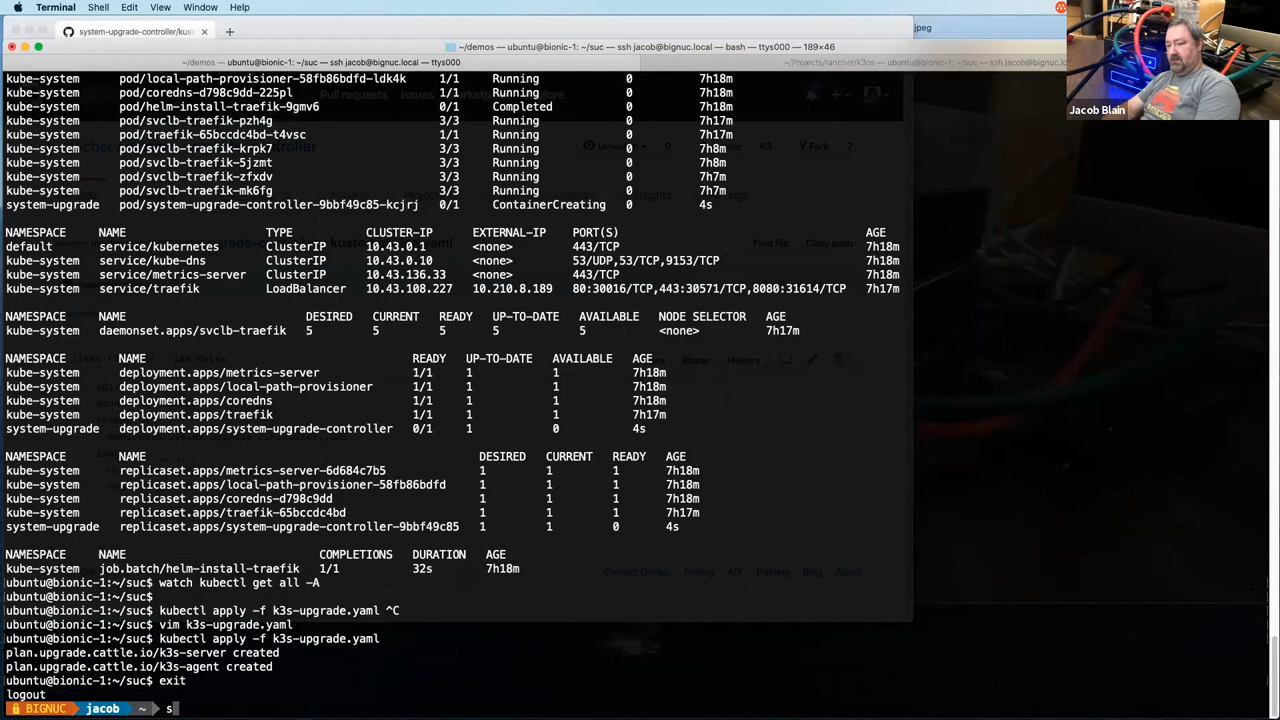 Terminal Shell Edit View Window Help
system-upgrade-controller/kus
jpeg
~/demos — ubuntu@bionic-1: ~/suc — ssh jacob@bignuc.local — bash — ttys000 — 189×46
~/demos — ubuntu@bionic-1: ~/suc — ssh jacob@bignuc.local — ttys000
~/Projects/rancher/k3os — ubuntu@bionic-1: ~/suc — ssh jacob@bignuc.loc
Jacob Blain
kube-system pod/local-path-provisioner-58fb86bdfd-ldk4k 1/1 Running 0 7h18m
kube-system pod/coredns-d798c9dd-225pl 1/1 Running 0 7h18m
kube-system pod/helm-install-traefik-9gmv6 0/1 Completed 0 7h18m
kube-system pod/svclb-traefik-pzh4g 3/3 Running 0 7h17m
kube-system pod/traefik-65bccdc4bd-t4vsc 1/1 Running 0 7h17m
kube-system pod/svclb-traefik-krpk7 3/3 Running 0 7h8m
kube-system pod/svclb-traefik-5jzmt 3/3 Running 0 7h8m
kube-system pod/svclb-traefik-zfxdv 3/3 Running 0 7h7m
kube-system pod/svclb-traefik-mk6fg 3/3 Running 0 7h7m
system-upgrade pod/system-upgrade-controller-9bbf49c85-kcjrj 0/1 ContainerCreating 0 4s
NAMESPACE NAME TYPE CLUSTER-IP EXTERNAL-IP PORT(S) AGE
default service/kubernetes ClusterIP 10.43.0.1 <none> 443/TCP 7h18m
kube-system service/kube-dns ClusterIP 10.43.0.10 <none> 53/UDP,53/TCP,9153/TCP 7h18m
kube-system service/metrics-server ClusterIP 10.43.136.33 <none> 443/TCP 7h18m
kube-system service/traefik LoadBalancer 10.43.108.227 10.210.8.189 80:30016/TCP,443:30571/TCP,8080:31614/TCP 7h17m
NAMESPACE NAME DESIRED CURRENT READY UP-TO-DATE AVAILABLE NODE SELECTOR AGE
kube-system daemonset.apps/svclb-traefik 5 5 5 5 5 <none> 7h17m
NAMESPACE NAME READY UP-TO-DATE AVAILABLE AGE
kube-system deployment.apps/metrics-server 1/1 1 1 7h18m
kube-system deployment.apps/local-path-provisioner 1/1 1 1 7h18m
kube-system deployment.apps/coredns 1/1 1 1 7h18m
kube-system deployment.apps/traefik 1/1 1 1 7h17m
system-upgrade deployment.apps/system-upgrade-controller 0/1 1 0 4s
NAMESPACE NAME DESIRED CURRENT READY AGE
kube-system replicaset.apps/metrics-server-6d684c7b5 1 1 1 7h18m
kube-system replicaset.apps/local-path-provisioner-58fb86bdfd 1 1 1 7h18m
kube-system replicaset.apps/coredns-d798c9dd 1 1 1 7h18m
kube-system replicaset.apps/traefik-65bccdc4bd 1 1 1 7h17m
system-upgrade replicaset.apps/system-upgrade-controller-9bbf49c85 1 1 0 4s
NAMESPACE NAME COMPLETIONS DURATION AGE
kube-system job.batch/helm-install-traefik 1/1 32s 7h18m
ubuntu@bionic-1:~/suc$ watch kubectl get all -A
ubuntu@bionic-1:~/suc$
ubuntu@bionic-1:~/suc$ kubectl apply -f k3s-upgrade.yaml ^C
ubuntu@bionic-1:~/suc$ vim k3s-upgrade.yaml
ubuntu@bionic-1:~/suc$ kubectl apply -f k3s-upgrade.yaml
plan.upgrade.cattle.io/k3s-server created
plan.upgrade.cattle.io/k3s-agent created
ubuntu@bionic-1:~/suc$ exit
logout
BIGNUC jacob ~ s